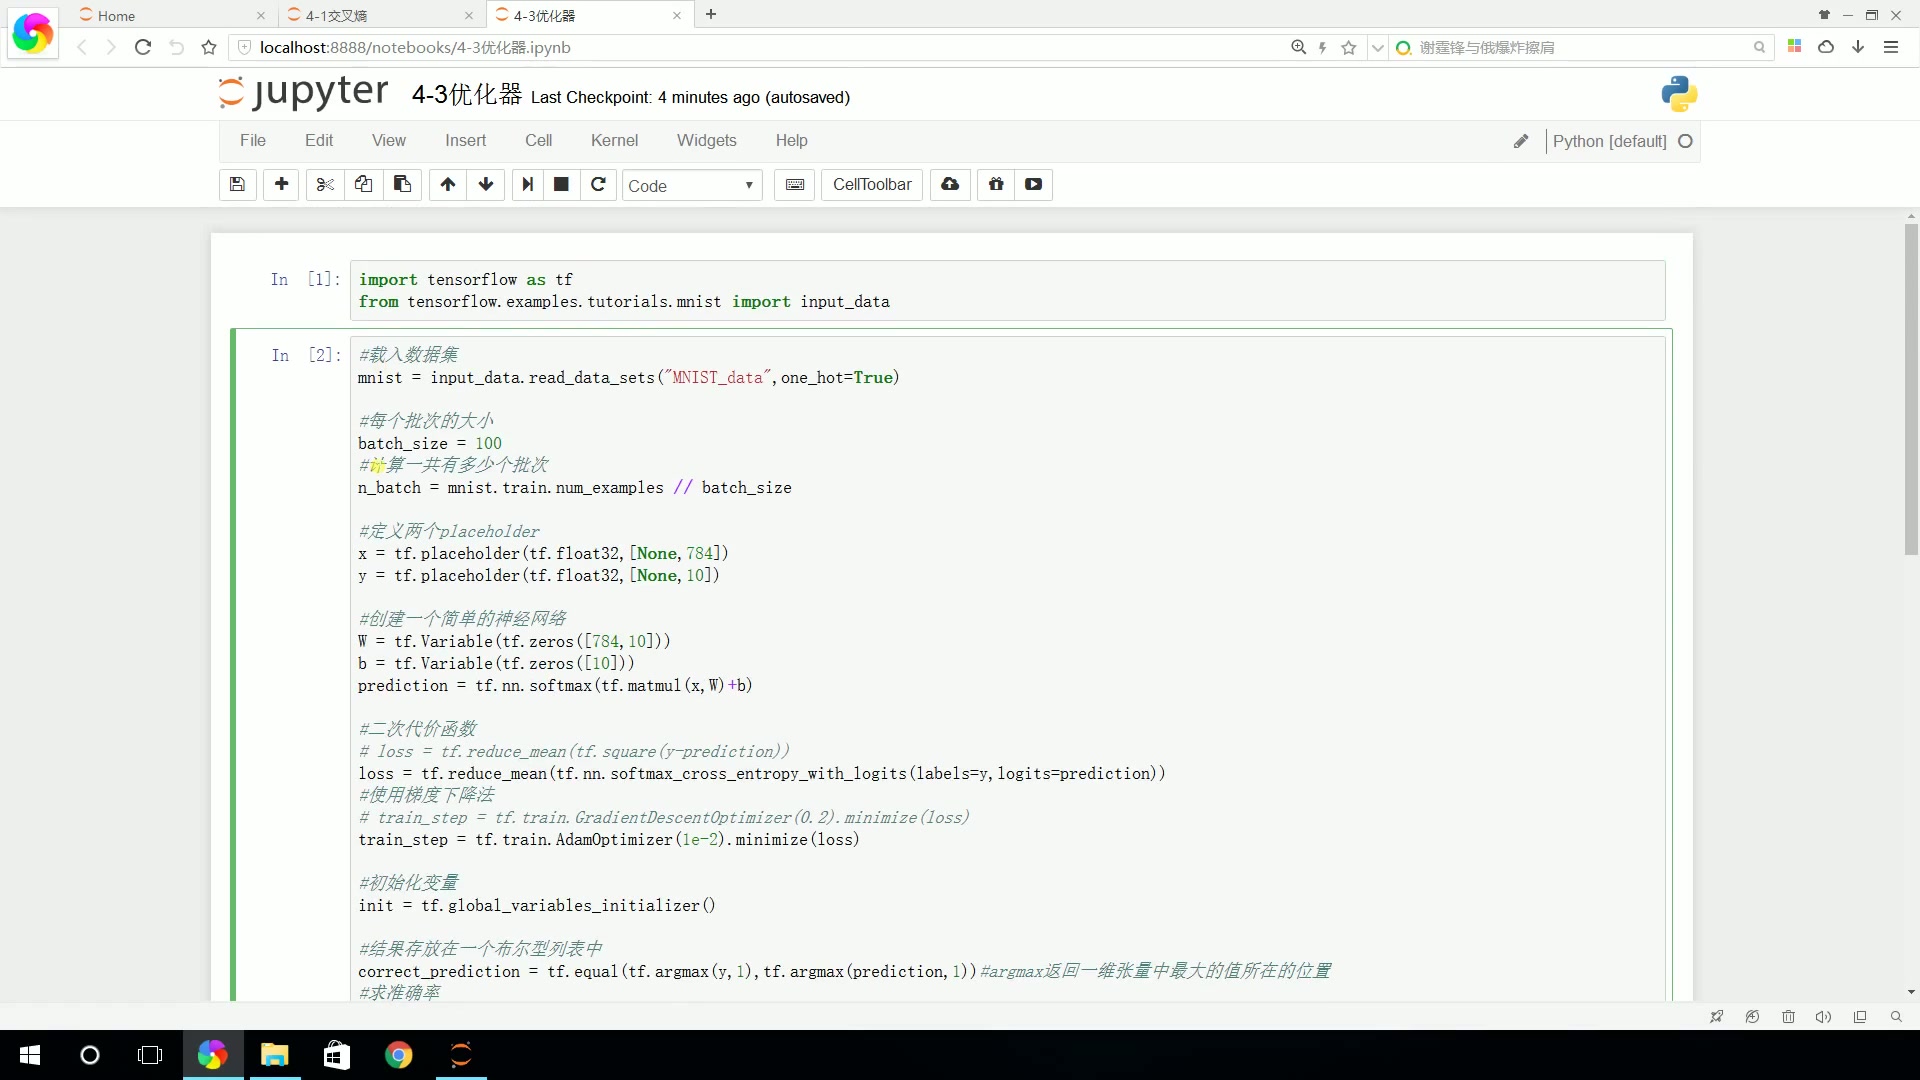 Home
4-1交叉熵
4-3优化器
localhost:8888/notebooks/4-3优化器.ipynb
谢霆锋与俄爆炸擦肩
jupyter 4-3优化器 Last Checkpoint: 4 minutes ago (autosaved)
File Edit View Insert Cell Kernel Widgets Help Python [default]
Code CellToolbar
In [1]: import tensorflow as tf
from tensorflow.examples.tutorials.mnist import input_data
In [2]: #载入数据集
mnist = input_data.read_data_sets("MNIST_data",one_hot=True)
#每个批次的大小
batch_size = 100
#计算一共有多少个批次
n_batch = mnist.train.num_examples // batch_size
#定义两个placeholder
x = tf.placeholder(tf.float32,[None,784])
y = tf.placeholder(tf.float32,[None,10])
#创建一个简单的神经网络
W = tf.Variable(tf.zeros([784,10]))
b = tf.Variable(tf.zeros([10]))
prediction = tf.nn.softmax(tf.matmul(x,W)+b)
#二次代价函数
# loss = tf.reduce_mean(tf.square(y-prediction))
loss = tf.reduce_mean(tf.nn.softmax_cross_entropy_with_logits(labels=y,logits=prediction))
#使用梯度下降法
# train_step = tf.train.GradientDescentOptimizer(0.2).minimize(loss)
train_step = tf.train.AdamOptimizer(1e-2).minimize(loss)
#初始化变量
init = tf.global_variables_initializer()
#结果存放在一个布尔型列表中
correct_prediction = tf.equal(tf.argmax(y,1),tf.argmax(prediction,1))#argmax返回一维张量中最大的值所在的位置
#求准确率